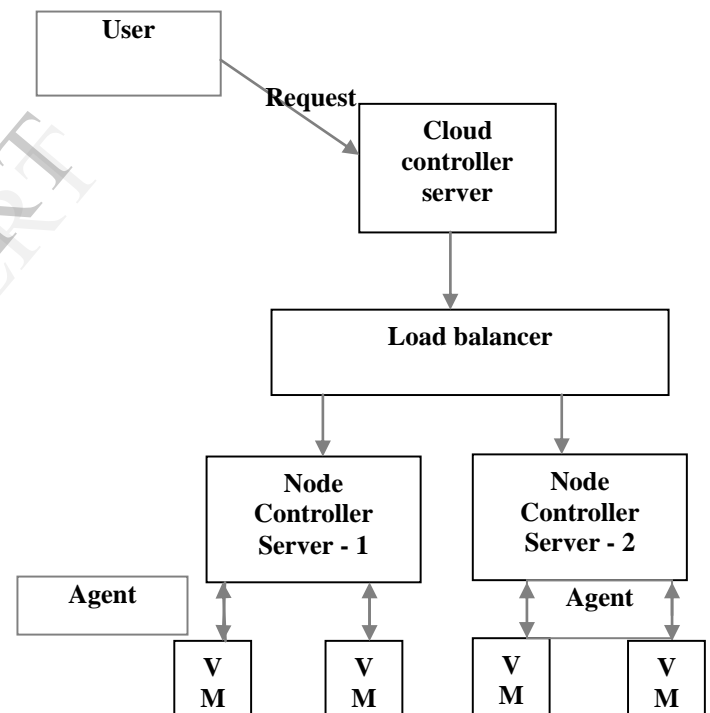 User
Request
Cloud
controller
server
Load balancer
Node
Controller
Server - 1
Node
Controller
Server - 2
Agent
Agent
V
M
V
M
V
M
V
M